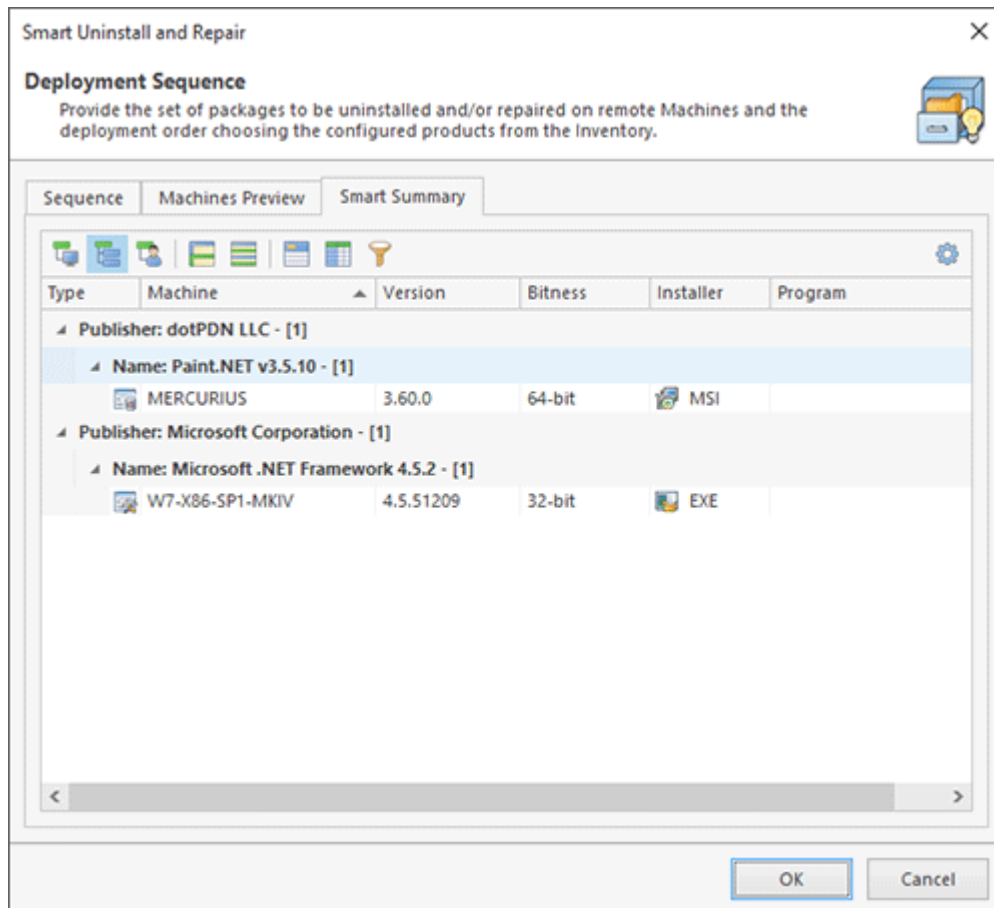 Smart Uninstall and Repair
Deployment Sequence
Provide the set of packages to be uninstalled and/or repaired on remote Machines and the
deployment order choosing the configured products from the Inventory.
Sequence Machines Preview Smart Summary
Type Machine Version Bitness Installer Program
Publisher: dotPDN LLC - [1]
Name: Paint.NET v3.5.10 - [1]
MERCURIUS 3.60.0 64-bit MSI
Publisher: Microsoft Corporation - [1]
Name: Microsoft .NET Framework 4.5.2 - [1]
W7-X86-SP1-MKIV 4.5.51209 32-bit EXE
OK Cancel